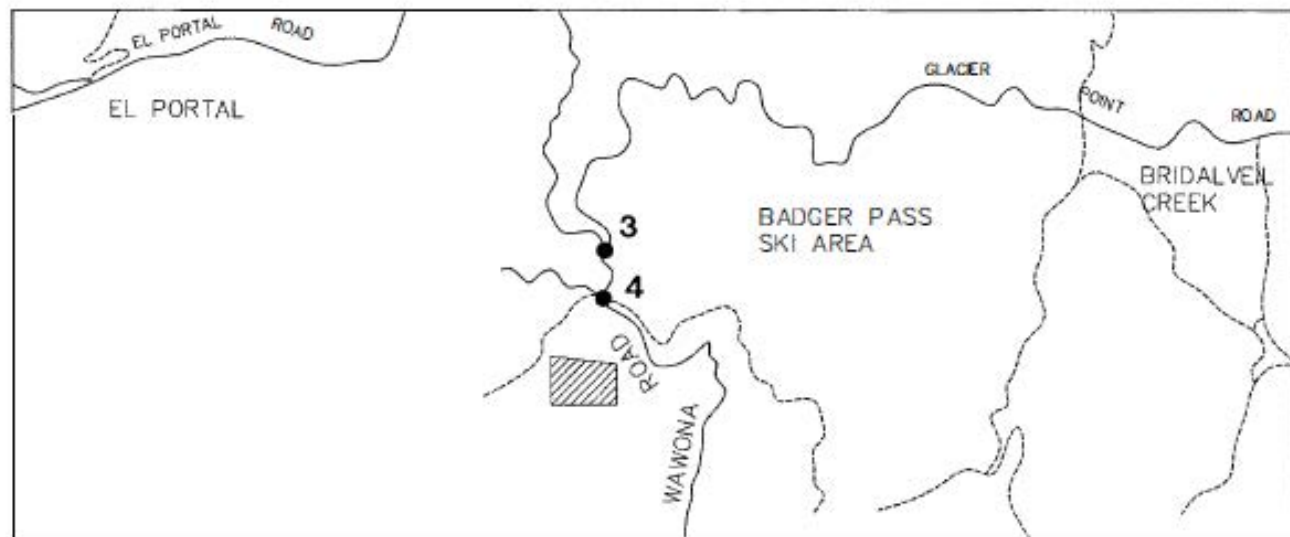 EL PORTAL ROAD
EL PORTAL
GLACIER POINT ROAD
BRIDALVEIL
CREEK
BADGER PASS
SKI AREA
3
4
WAWONA ROAD